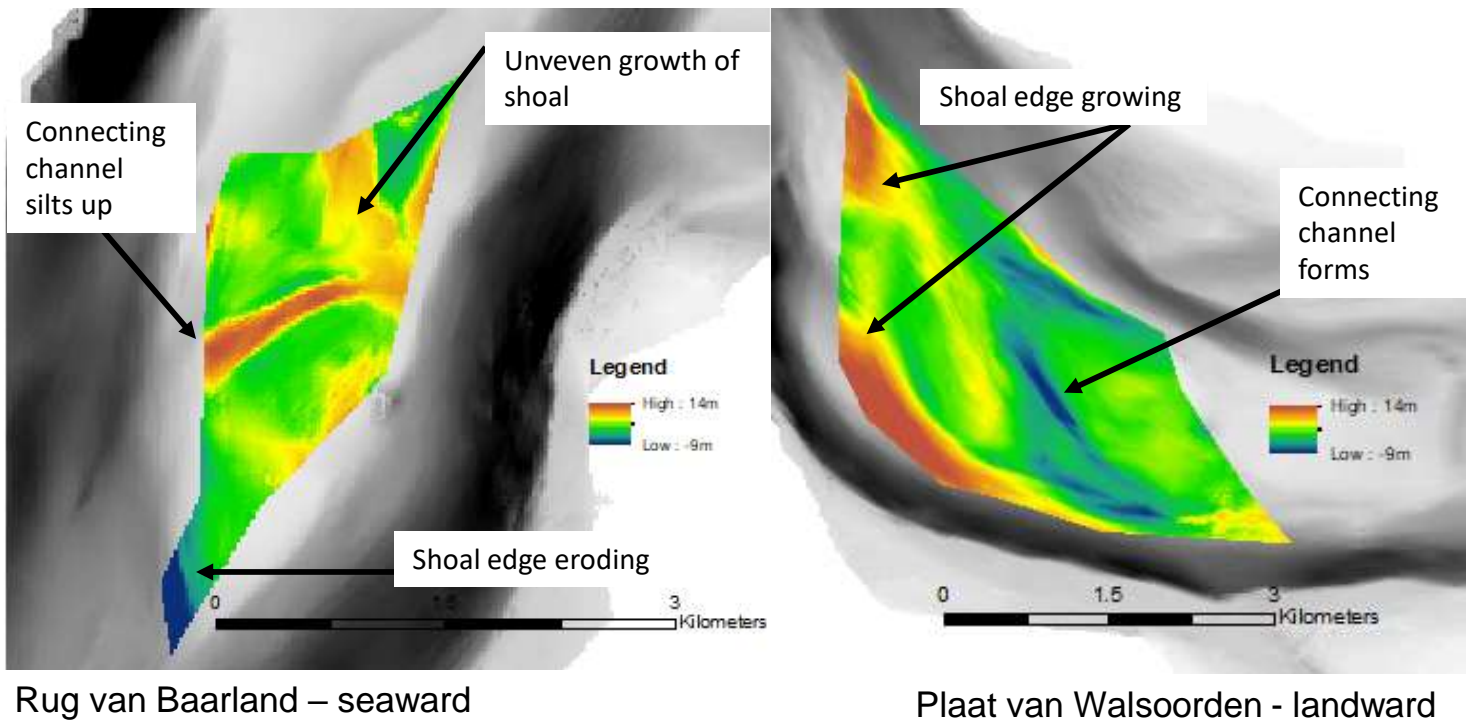 Unveven growth of
shoal
Connecting
channel
silts up
Legend
High : 14m
Low : -9m
Shoal edge eroding
0 1.5 3
Kilometers
Rug van Baarland – seaward
Shoal edge growing
Connecting
channel
forms
Legend
High : 14m
Low : -9m
0 1.5 3
Kilometers
Plaat van Walsoorden - landward